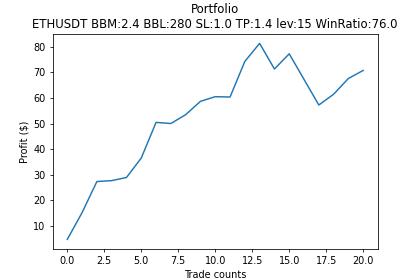 Portfolio
ETHUSDT BBM:2.4 BBL:280 SL:1.0 TP:1.4 lev:15 WinRatio:76.0
Profit ($)
80
70
60
50
40
30
20
10
0.0 2.5 5.0 7.5 10.0 12.5 15.0 17.5 20.0
Trade counts